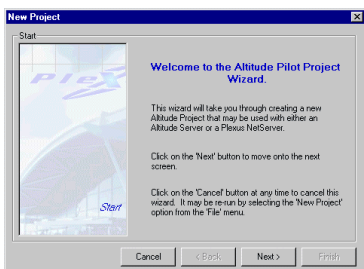 New Project
Start
Plex
Start
Welcome to the Altitude Pilot Project
Wizard.
This wizard will take you through creating a new
Altitude Project that may be used with either an
Altitude Server or a Plexus NetServer.
Click on the 'Next' button to move onto the next
screen.
Click on the 'Cancel' button at any time to cancel this
wizard. It may be re-run by selecting the 'New Project'
option from the 'File' menu.
Cancel
< Back
Next >
Finish